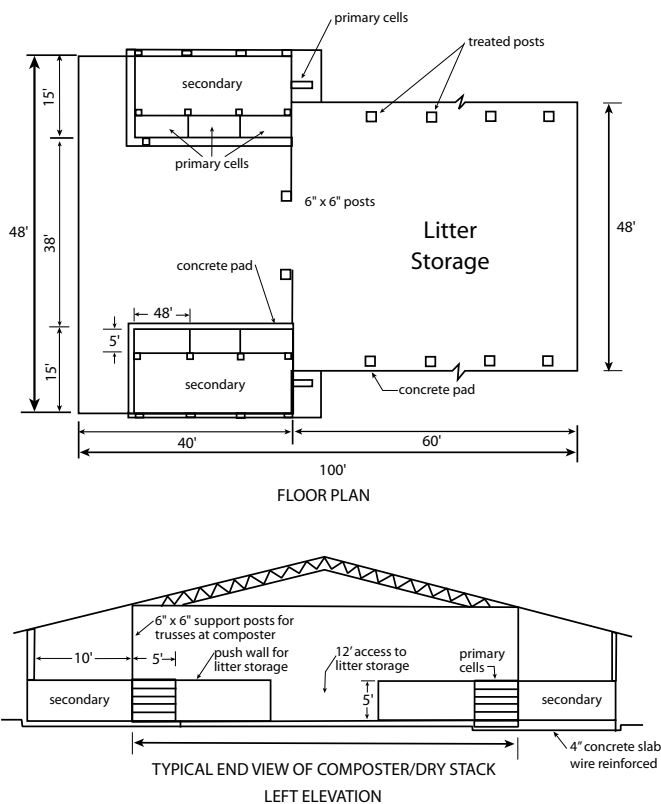 primary cells
treated posts
secondary
15'
primary cells
6" x 6" posts
48'
38'
Litter
Storage
48'
concrete pad
48'
5'
15'
secondary
concrete pad
40'
60'
100'
FLOOR PLAN
6" x 6" support posts for
trusses at composter
10'
5'
push wall for
litter storage
12' access to
litter storage
primary
cells
secondary
5'
secondary
4" concrete slab
wire reinforced
TYPICAL END VIEW OF COMPOSTER/DRY STACK
LEFT ELEVATION